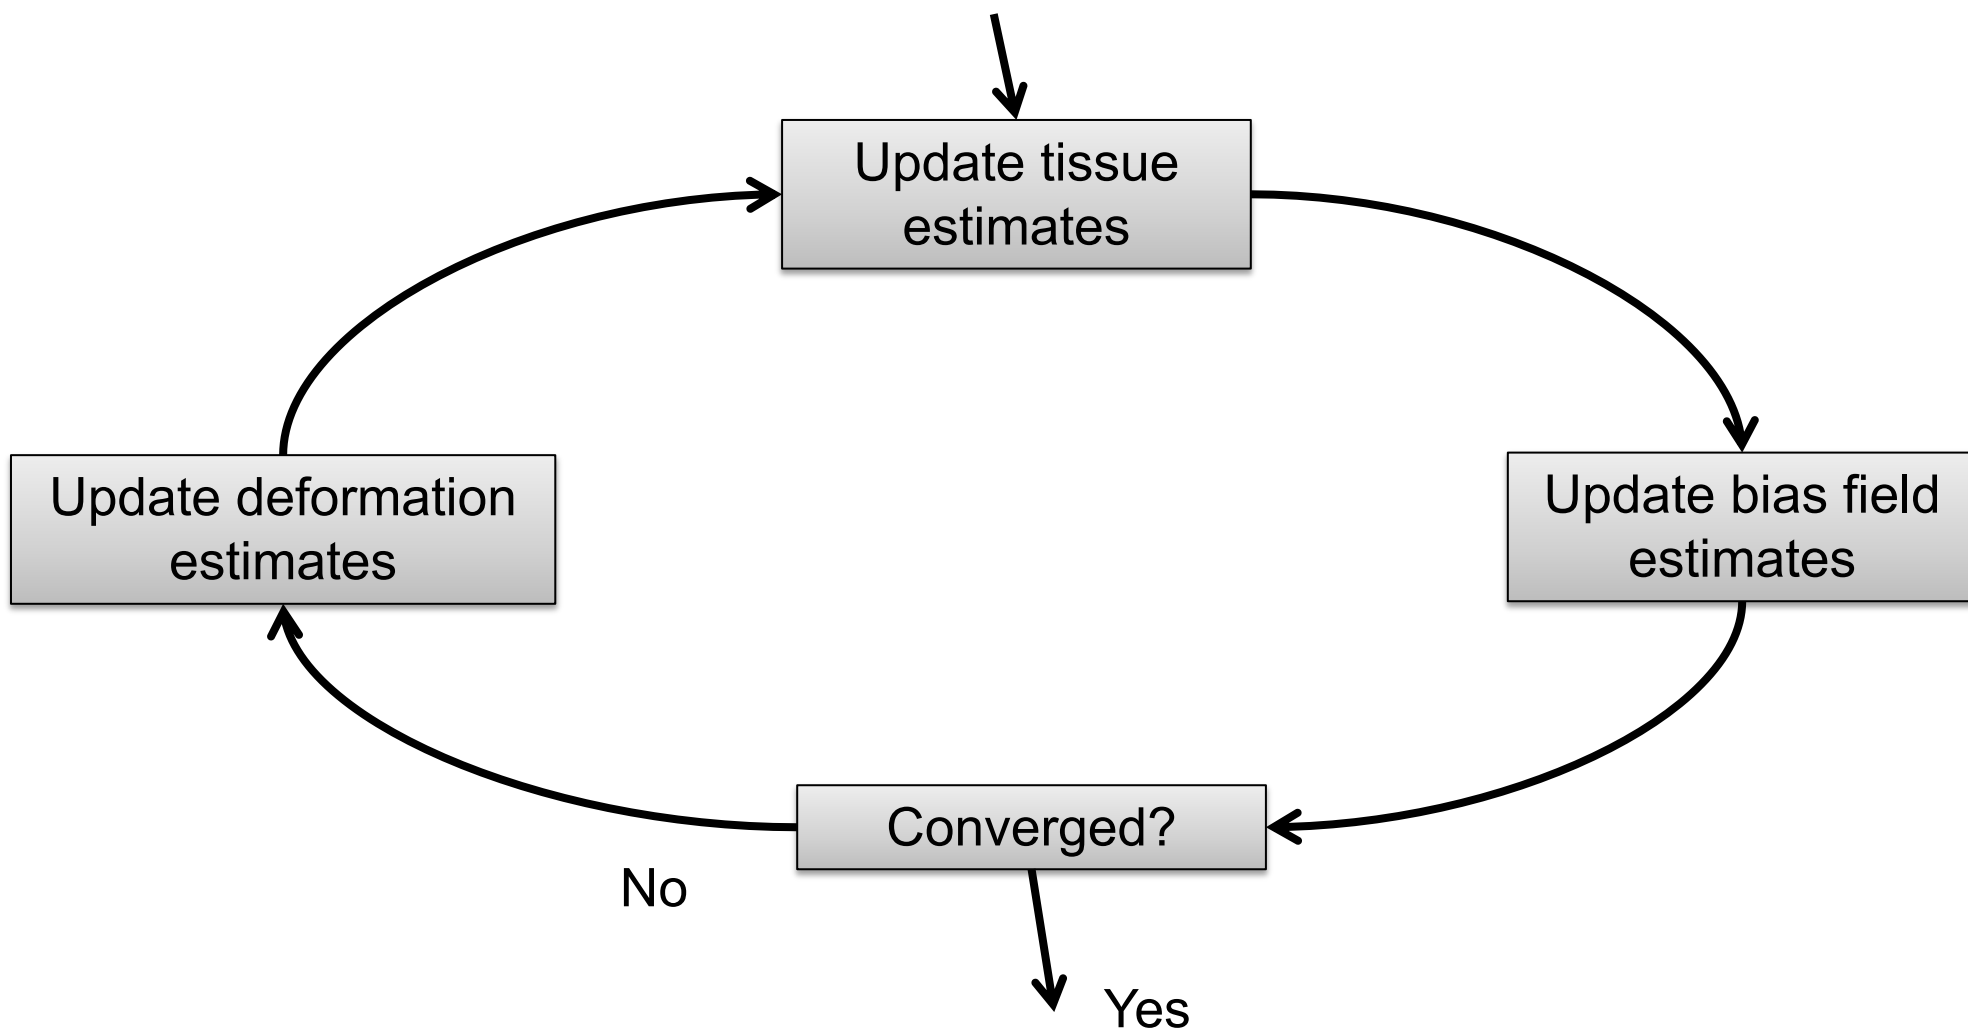 Update tissue
estimates
Update deformation
estimates
Update bias field
estimates
Converged?
No
Yes